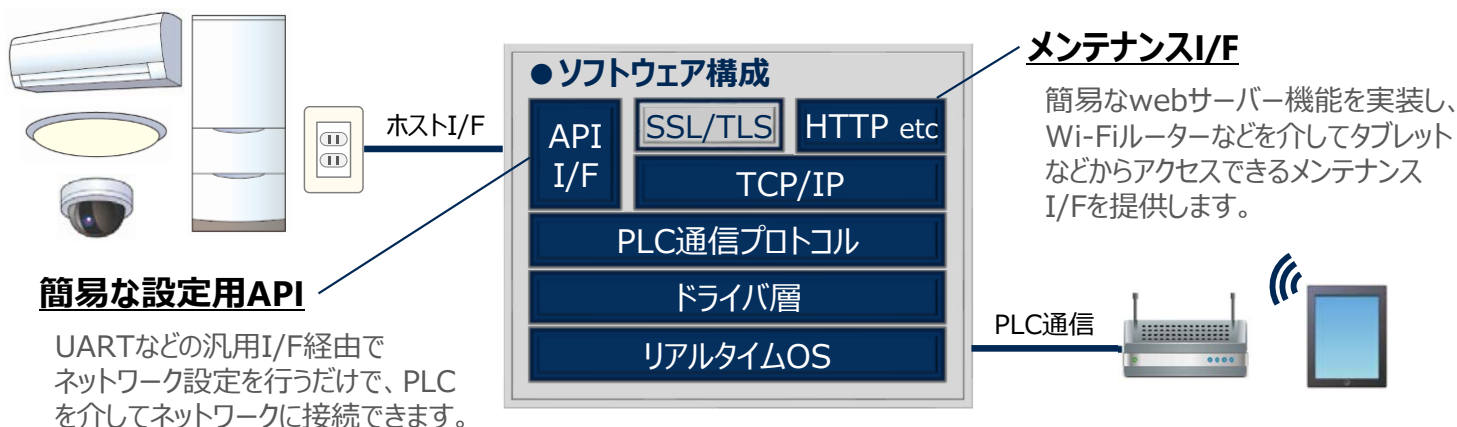 ●ソフトウェア構成
API
I/F
SSL/TLS
HTTP etc
TCP/IP
PLC通信プロトコル
ドライバ層
リアルタイムOS
ホストI/F
簡易な設定用API
UARTなどの汎用I/F経由で
ネットワーク設定を行うだけで、PLC
を介してネットワークに接続できます。
メンテナンスI/F
簡易なwebサーバー機能を実装し、
Wi-Fiルーターなどを介してタブレット
などからアクセスできるメンテナンス
I/Fを提供します。
PLC通信